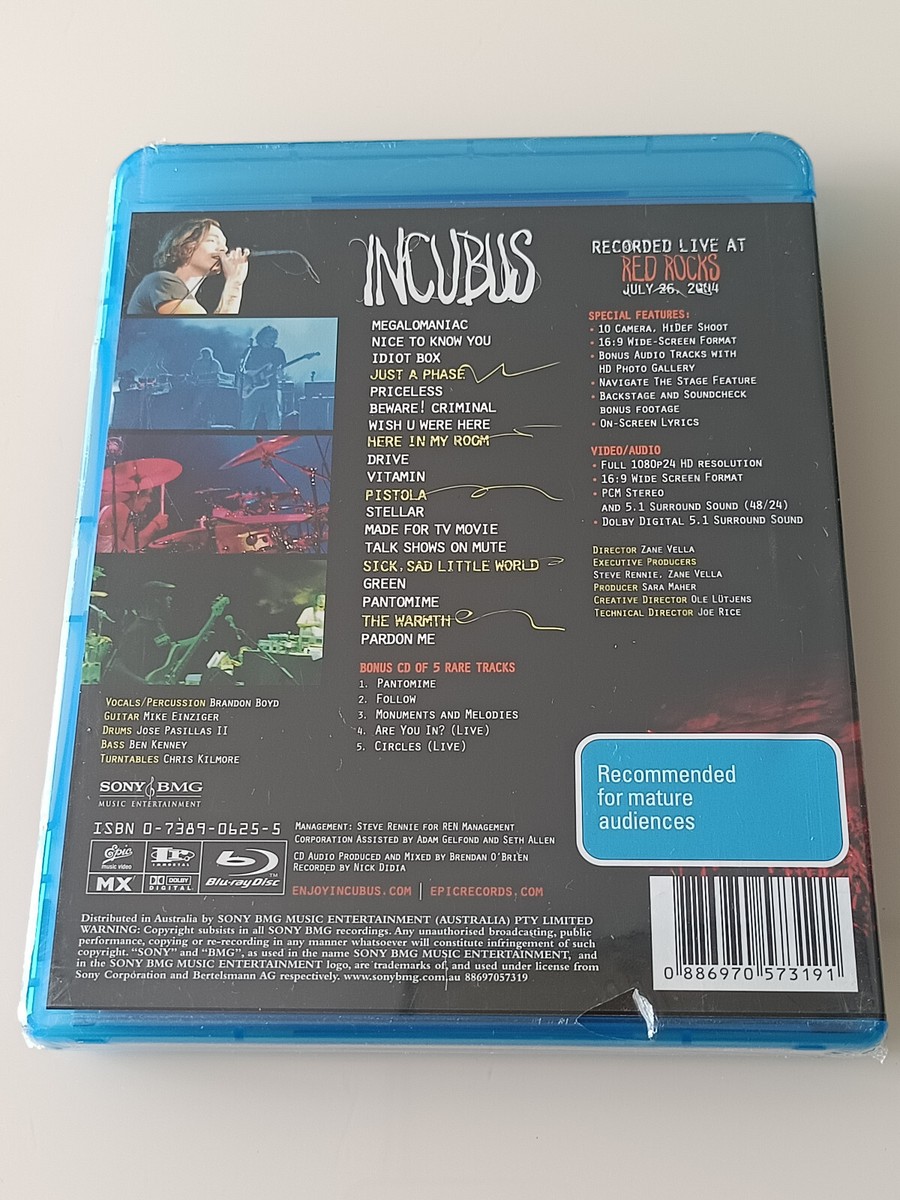 INCUBUS
MEGALOMANIAC
NICE TO KNOW YOU
IDIOT BOX
JUST A PHASE
PRICELESS
BEWARE! CRIMINAL
WISH U WERE HERE
HERE IN MY ROOM
DRIVE
VITAMIN
PISTOLA
STELLAR
MADE FOR TV MOVIE
TALK SHOWS ON MUTE
SICK, SAD LITTLE WORLD
GREEN
PANTOMIME
THE WARMTH
PARDON ME
BONUS CD OF 5 RARE TRACKS
1. PANTOMIME
2. FOLLOW
3. MONUMENTS AND MELODIES
4. ARE YOU IN? (LIVE)
5. CIRCLES (LIVE)
RECORDED LIVE AT
RED ROCKS
JULY 26, 2004
SPECIAL FEATURES:
• 10 CAMERA, HIDEF SHOOT
• 16:9 WIDE-SCREEN FORMAT
• BONUS AUDIO TRACKS WITH
HD PHOTO GALLERY
• NAVIGATE THE STAGE FEATURE
• BACKSTAGE AND SOUNDCHECK
BONUS FOOTAGE
• ON-SCREEN LYRICS
VIDEO/AUDIO
• FULL 1080P24 HD RESOLUTION
• 16:9 WIDE SCREEN FORMAT
• PCM STEREO
AND 5.1 SURROUND SOUND (48/24)
• DOLBY DIGITAL 5.1 SURROUND SOUND
DIRECTOR ZANE VELLA
EXECUTIVE PRODUCERS
STEVE RENNIE, ZANE VELLA
PRODUCER SARA MAHER
CREATIVE DIRECTOR OLE LÜTJENS
TECHNICAL DIRECTOR JOE RICE
VOCALS/PERCUSSION BRANDON BOYD
GUITAR MIKE EINZIGER
DRUMS JOSE PASILLAS II
BASS BEN KENNEY
TURNTABLES CHRIS KILMORE
SONY BMG
MUSIC ENTERTAINMENT
ISBN 0-7389-0625-5
Epic
music video
IMMORTAL
MX
DOLBY
DIGITAL
Blu-ray Disc™
MANAGEMENT: STEVE RENNIE FOR REN MANAGEMENT
CORPORATION ASSISTED BY ADAM GELFOND AND SETH ALLEN
CD AUDIO PRODUCED AND MIXED BY BRENDAN O'BRIEN
RECORDED BY NICK DIDIA
ENJOYINCUBUS.COM | EPICRECORDS.COM
Recommended
for mature
audiences
Distributed in Australia by SONY BMG MUSIC ENTERTAINMENT (AUSTRALIA) PTY LIMITED
WARNING: Copyright subsists in all SONY BMG recordings. Any unauthorised broadcasting, public
performance, copying or re-recording in any manner whatsoever will constitute infringement of such
copyright. "SONY" and "BMG", as used in the name SONY BMG MUSIC ENTERTAINMENT, and
in the SONY BMG MUSIC ENTERTAINMENT logo, are trademarks of, and used under license from
Sony Corporation and Bertelsmann AG respectively. www.sonybmg.com.au 88697057319
0 886970 573191